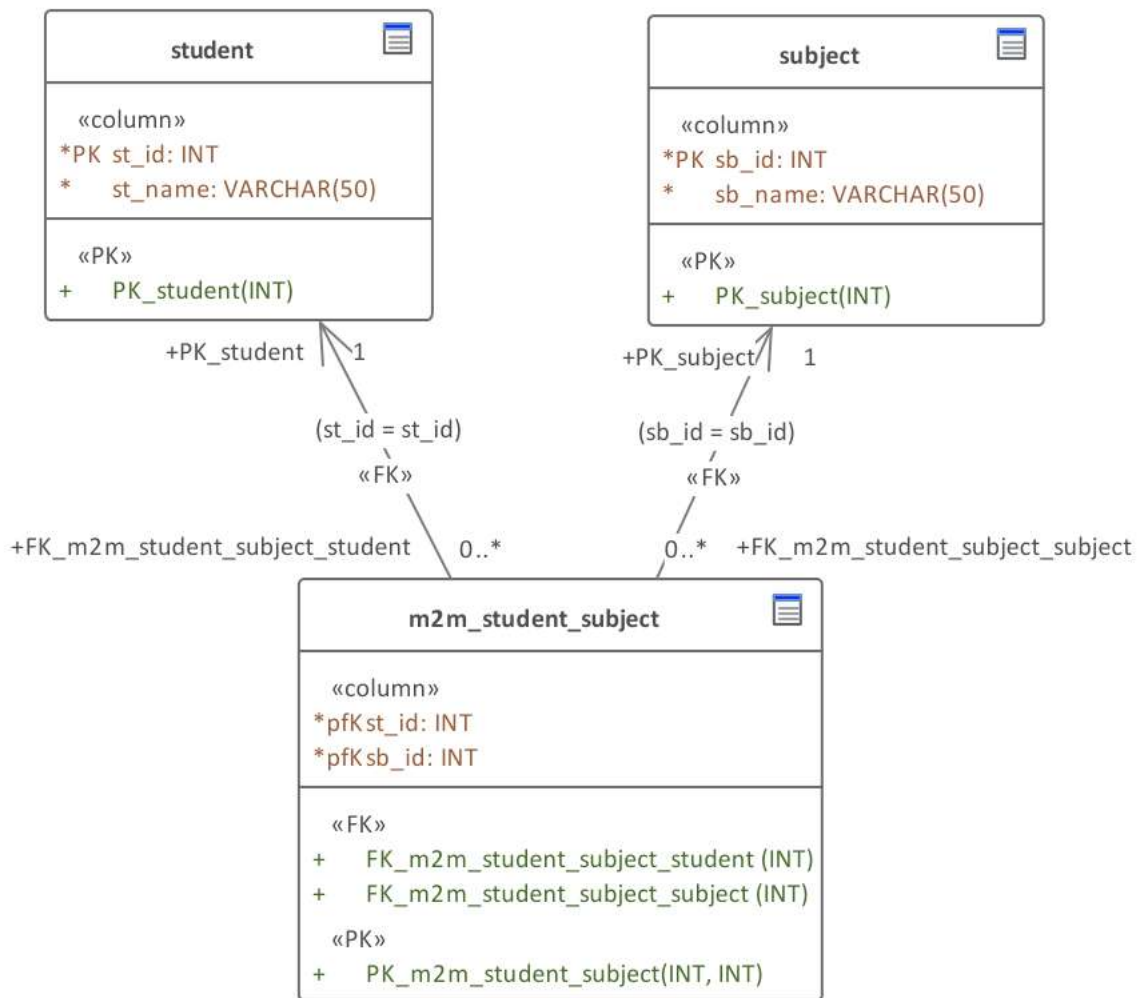 student
«column»
*PK st_id: INT
* st_name: VARCHAR(50)
«PK»
+ PK_student(INT)
subject
«column»
*PK sb_id: INT
* sb_name: VARCHAR(50)
«PK»
+ PK_subject(INT)
+PK_student 1
(st_id = st_id)
«FK»
+FK_m2m_student_subject_student 0..*
+PK_subject 1
(sb_id = sb_id)
«FK»
0..* +FK_m2m_student_subject_subject
m2m_student_subject
«column»
*pfK st_id: INT
*pfK sb_id: INT
«FK»
+ FK_m2m_student_subject_student (INT)
+ FK_m2m_student_subject_subject (INT)
«PK»
+ PK_m2m_student_subject(INT, INT)